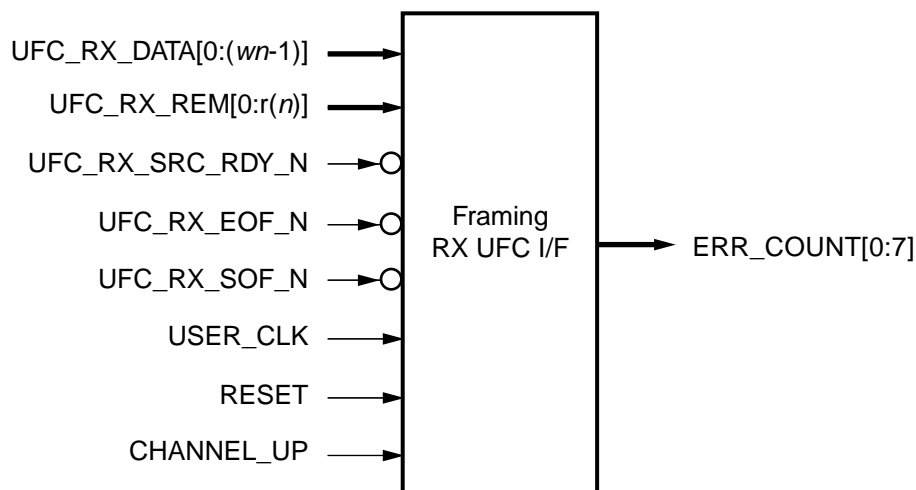 UFC_RX_DATA[0:(wn-1)]
UFC_RX_REM[0:r(n)]
UFC_RX_SRC_RDY_N
UFC_RX_EOF_N
UFC_RX_SOF_N
USER_CLK
RESET
CHANNEL_UP
Framing
RX UFC I/F
ERR_COUNT[0:7]